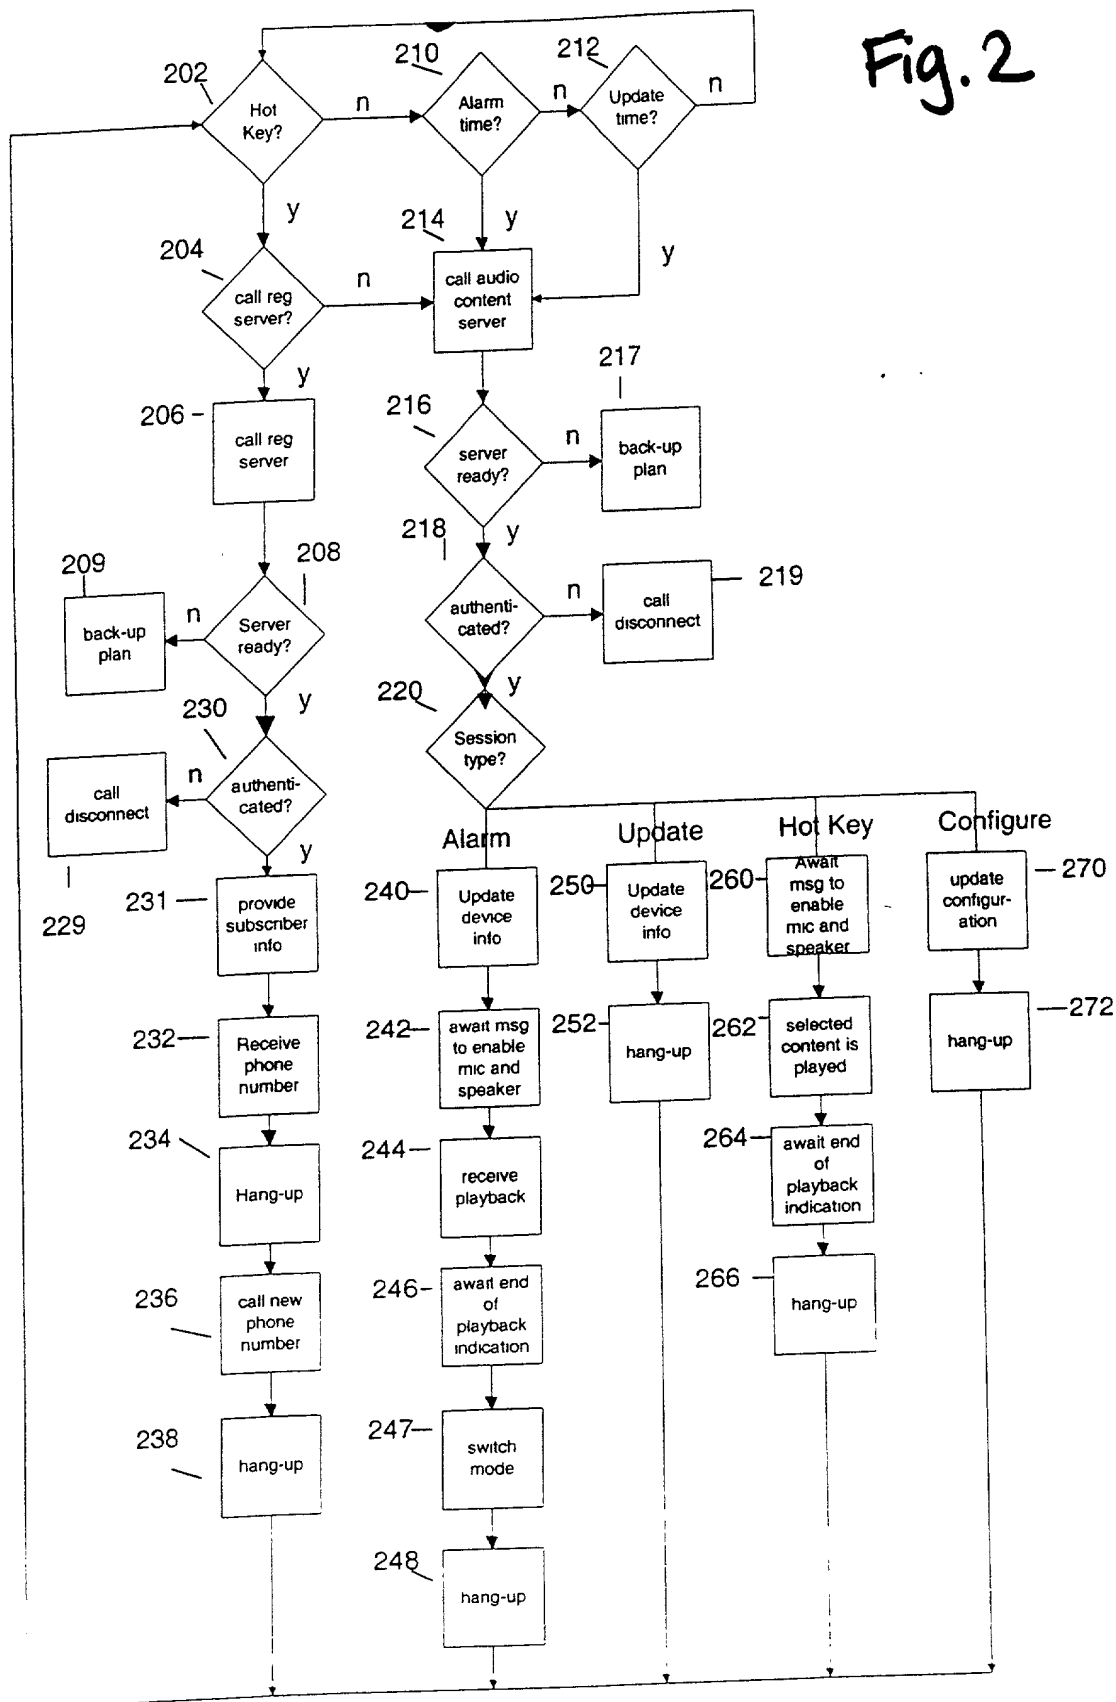 Fig. 2
202
Hot
Key?
n
210
Alarm
time?
n
212
Update
time?
n
y
y
y
204
call reg
server?
n
214
call audio
content
server
y
206
call reg
server
216
server
ready?
n
217
back-up
plan
y
208
Server
ready?
n
209
back-up
plan
y
218
authenti-
cated?
n
219
call
disconnect
y
230
authenti-
cated?
n
call
disconnect
229
y
220
Session
type?
Alarm
Update
Hot Key
Configure
231
provide
subscriber
info
232
Receive
phone
number
234
Hang-up
236
call new
phone
number
238
hang-up
240
Update
device
info
242
await msg
to enable
mic and
speaker
244
receive
playback
246
await end
of
playback
indication
247
switch
mode
248
hang-up
250
Update
device
info
252
hang-up
260
Await
msg to
enable
mic and
speaker
262
selected
content is
played
264
await end
of
playback
indication
266
hang-up
270
update
configur-
ation
272
hang-up